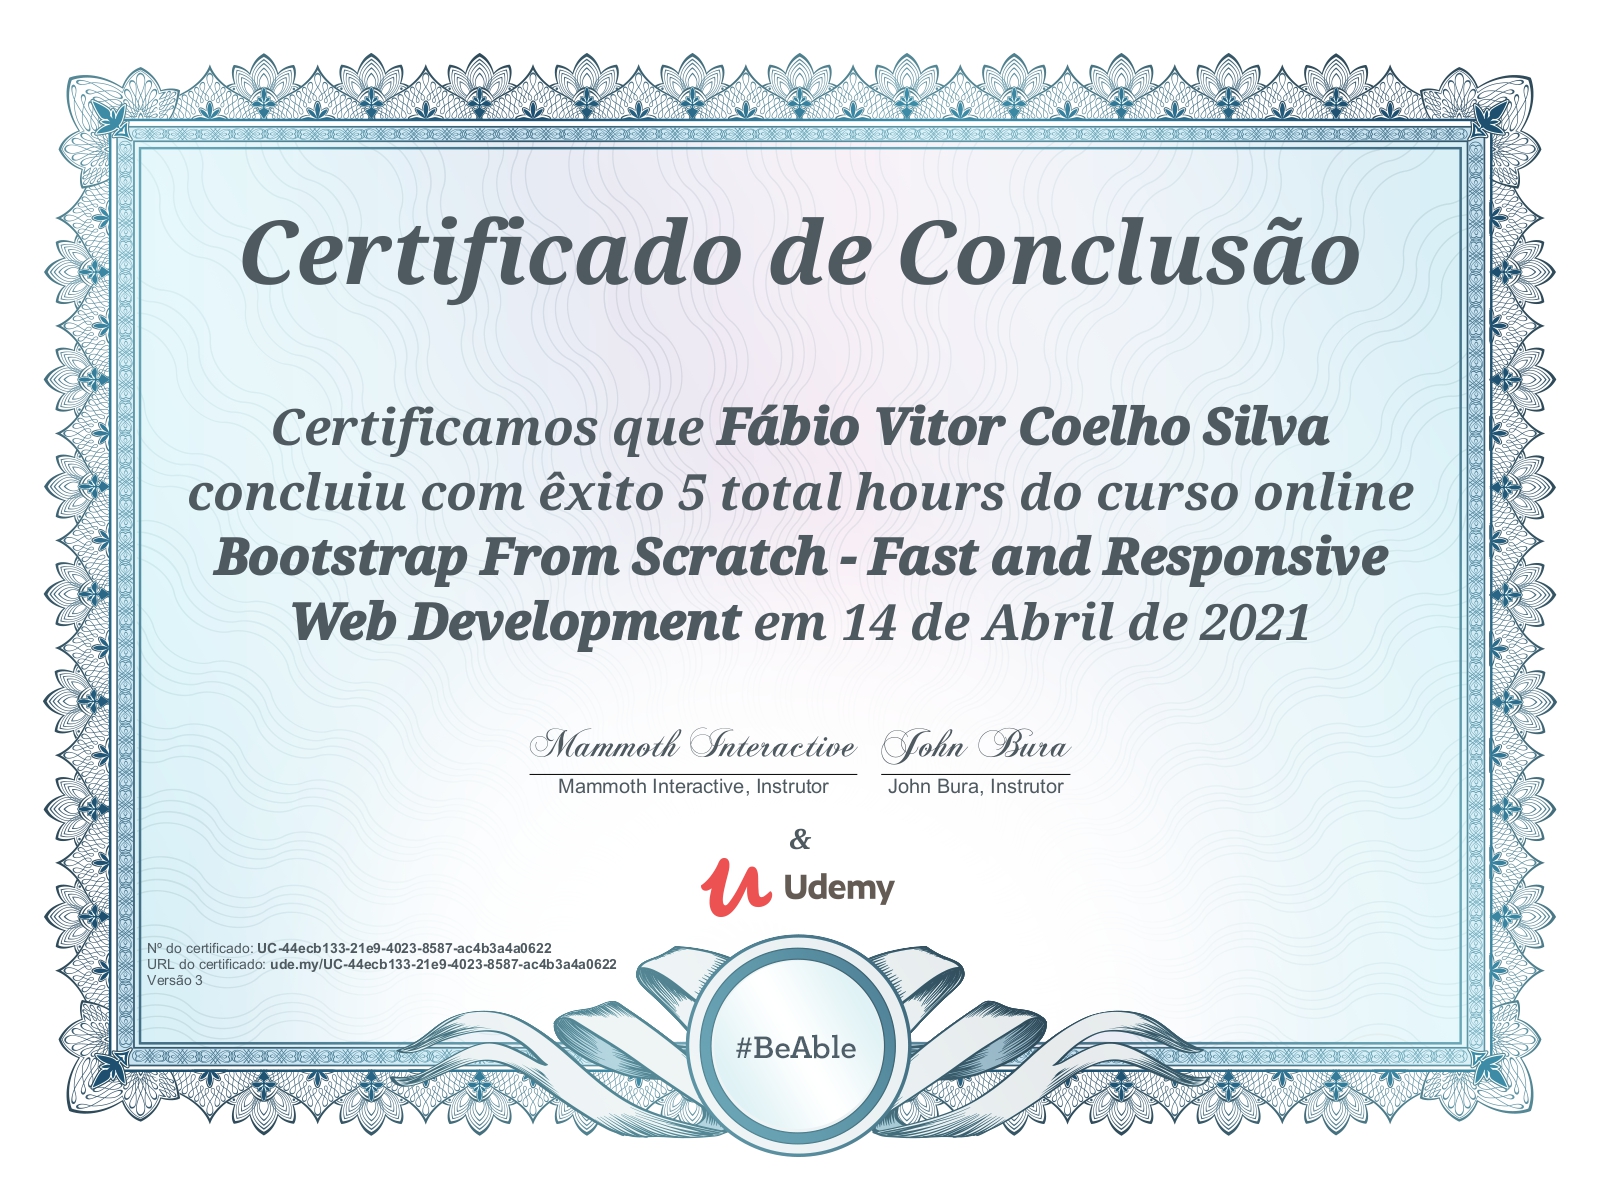 Certificado de Conclusão
Certificamos que Fábio Vitor Coelho Silva
concluiu com êxito 5 total hours do curso online
Bootstrap From Scratch - Fast and Responsive
Web Development em 14 de Abril de 2021
Mammoth Interactive John Bura
Mammoth Interactive, Instrutor John Bura, Instrutor
&
Udemy
Nº do certificado: UC-44ecb133-21e9-4023-8587-ac4b3a4a0622
URL do certificado: ude.my/UC-44ecb133-21e9-4023-8587-ac4b3a4a0622
Versão 3
#BeAble